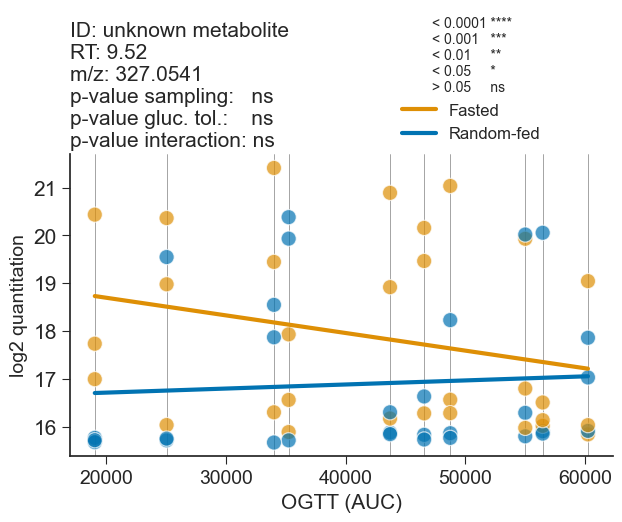 ID: unknown metabolite
RT: 9.52
m/z: 327.0541
p-value sampling:   ns
p-value gluc. tol.:    ns
p-value interaction: ns
< 0.0001 ****
< 0.001 ***
< 0.01 **
< 0.05 *
> 0.05 ns
Fasted
Random-fed
log2 quantitation
21
20
19
18
17
16
20000 30000 40000 50000 60000
OGTT (AUC)